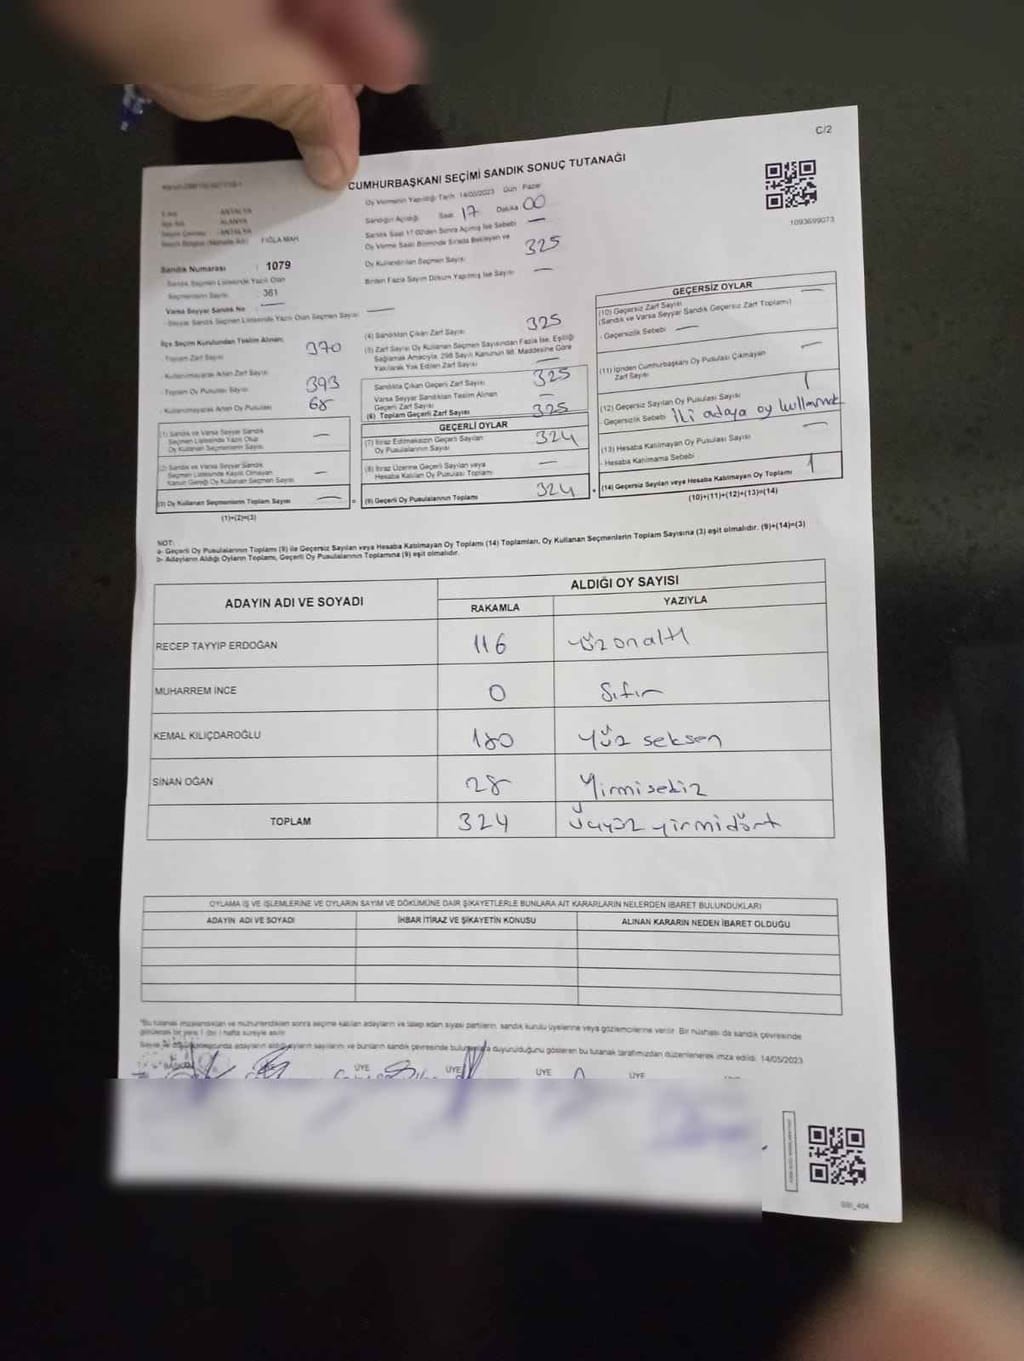 C/2
CUMHURBAŞKANI SEÇİMİ SANDIK SONUÇ TUTANAĞI
Oy Vermenin Yapıldığı Tarih 14/05/2023 Gün Pazar
Sandığın Açıldığı Saat 17 Dakika 00
Sandık Saat 17:00'den Sonra Açılmış İse Sebebi —
Oy Verme Saati Bitiminde Sırada Bekleyen ve
Oy Kullandırılan Seçmen Sayısı 325
Birden Fazla Sayım Döküm Yapılmış İse Sayısı —
1093699073
ANTALYA
ALANYA
ANTALYA
FIĞLA MAH
Sandık Numarası : 1079
Sandık Seçmen Listesinde Yazılı Olan
Seçmenlerin Sayısı : 361
Varsa Seyyar Sandık No —
Seyyar Sandık Seçmen Listesinde Yazılı Olan Seçmen Sayısı —
İlçe Seçim Kurulundan Teslim Alınan:
Toplam Zarf Sayısı 370
Kullanılmayarak Artan Zarf Sayısı
Toplam Oy Pusulası Sayısı 393
Kullanılmayarak Artan Oy Pusulası 68
(1) Sandık ve Varsa Seyyar Sandık
Seçmen Listesinde Yazılı Olup
Oy Kullanan Seçmenlerin Sayısı —
(2) Sandık ve Varsa Seyyar Sandık
Seçmen Listesinde Kayıtlı Olmayan
Kanun Gereği Oy Kullanan Seçmen Sayısı —
(3) Oy Kullanan Seçmenlerin Toplam Sayısı —
(1)+(2)=(3)
(4) Sandıktan Çıkan Zarf Sayısı 325
(5) Zarf Sayısı Oy Kullanan Seçmen Sayısından Fazla İse, Eşitliği
Sağlamak Amacıyla, 298 Sayılı Kanunun 98. Maddesine Göre
Yakılarak Yok Edilen Zarf Sayısı —
Sandıkta Çıkan Geçerli Zarf Sayısı 325
Varsa Seyyar Sandıktan Teslim Alınan
Geçerli Zarf Sayısı —
(6) Toplam Geçerli Zarf Sayısı 325
GEÇERLİ OYLAR
(7) İtiraz Edilmeksizin Geçerli Sayılan
Oy Pusulalarının Sayısı 324
(8) İtiraz Üzerine Geçerli Sayılan veya
Hesaba Katılan Oy Pusulası Toplamı —
(9) Geçerli Oy Pusulalarının Toplamı 324
GEÇERSİZ OYLAR
(10) Geçersiz Zarf Sayısı —
(Sandık ve Varsa Seyyar Sandık Geçersiz Zarf Toplamı)
- Geçersizlik Sebebi —
(11) İçinden Cumhurbaşkanı Oy Pusulası Çıkmayan
Zarf Sayısı —
(12) Geçersiz Sayılan Oy Pusulası Sayısı 1
- Geçersizlik Sebebi İki adaya oy kullanmak
(13) Hesaba Katılmayan Oy Pusulası Sayısı —
- Hesaba Katılmama Sebebi
(14) Geçersiz Sayılan veya Hesaba Katılmayan Oy Toplamı 1
(10)+(11)+(12)+(13)=(14)
NOT:
a- Geçerli Oy Pusulalarının Toplamı (9) ile Geçersiz Sayılan veya Hesaba Katılmayan Oy Toplamı (14) Toplamları, Oy Kullanan Seçmenlerin Toplam Sayısına (3) eşit olmalıdır. (9)+(14)=(3)
b- Adayların Aldığı Oyların Toplamı, Geçerli Oy Pusulalarının Toplamına (9) eşit olmalıdır.
ADAYIN ADI VE SOYADI ALDIĞI OY SAYISI
RAKAMLA YAZIYLA
RECEP TAYYIP ERDOĞAN 116 yüzonaltı
MUHARREM İNCE 0 Sıfır
KEMAL KILIÇDAROĞLU 180 Yüz seksen
SİNAN OĞAN 28 Yirmisekiz
TOPLAM 324 Üçyüz yirmidört
OYLAMA İŞ VE İŞLEMLERİNE VE OYLARIN SAYIM VE DÖKÜMÜNE DAİR ŞİKAYETLERLE BUNLARA AİT KARARLARIN NELERDEN İBARET BULUNDUKLARI
ADAYIN ADI VE SOYADI İHBAR İTİRAZ VE ŞİKAYETİN KONUSU ALINAN KARARIN NEDEN İBARET OLDUĞU
*Bu tutanak imzalandıktan ve mühürlendikten sonra seçime katılan adayların ve talep eden siyasi partilerin, sandık kurulu üyelerine veya gözlemcilerine verilir. Bir nüshası da sandık çevresinde
görülecek bir yere 1 (bir) hafta süreyle asılır.
adayların aldığı oyların sayılarını ve bunların sandık çevresinde duyurulduğunu gösteren bu tutanak tarafımızdan düzenlenerek imza edildi. 14/05/2023
BAŞKAN ÜYE ÜYE ÜYE ÜYE